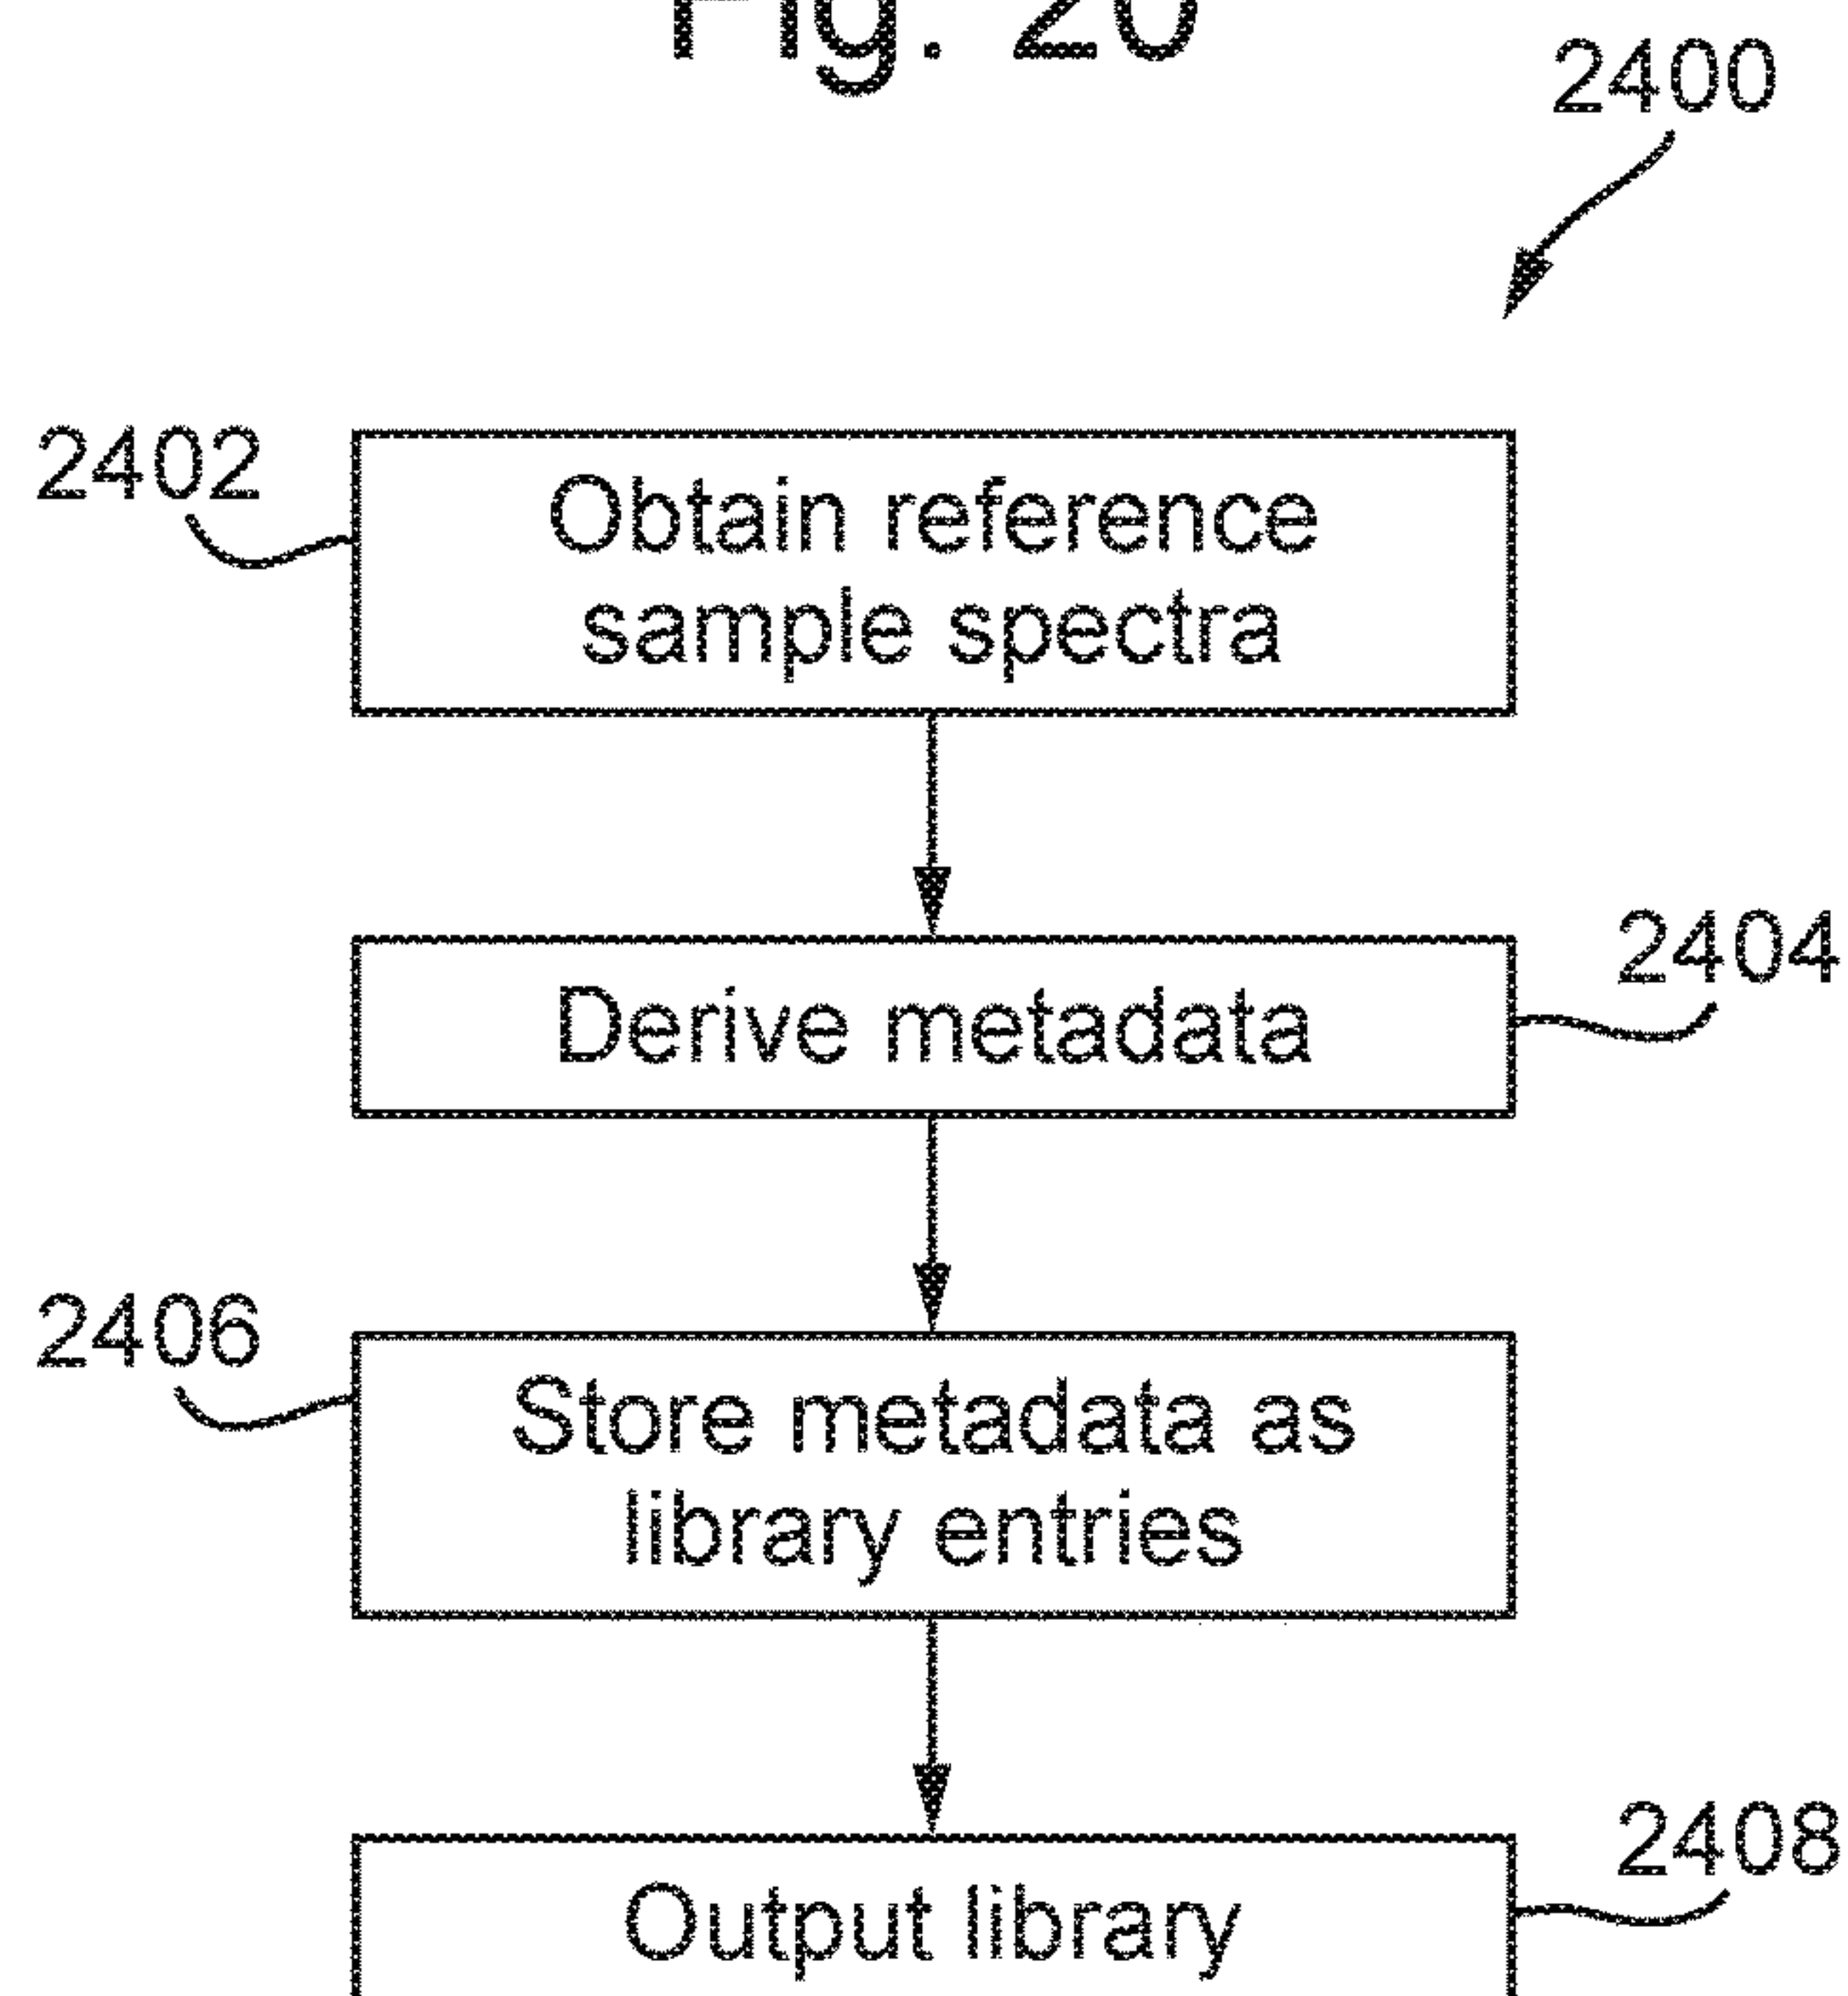 Fig. 20
2400
2402
Obtain reference
sample spectra
2404
Derive metadata
2406
Store metadata as
library entries
2408
Output library